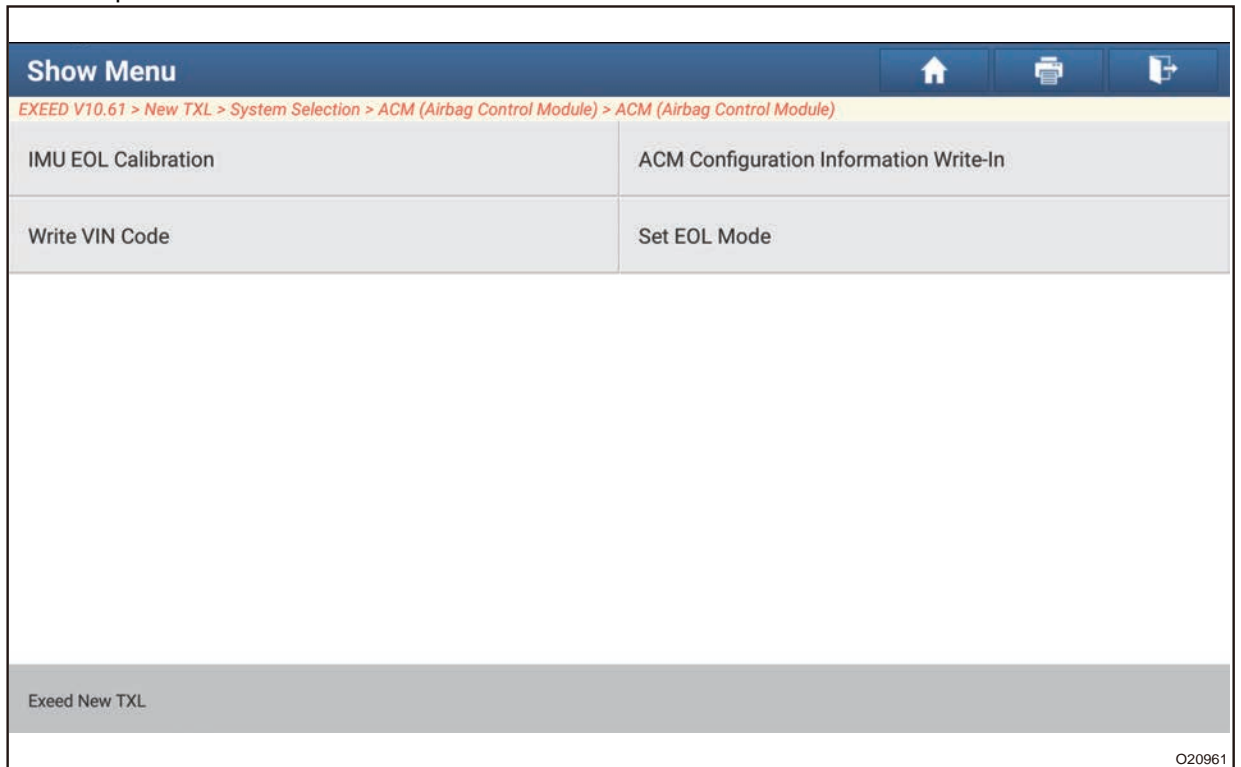 Show Menu
EXEED V10.61 > New TXL > System Selection > ACM (Airbag Control Module) > ACM (Airbag Control Module)
IMU EOL Calibration
ACM Configuration Information Write-In
Write VIN Code
Set EOL Mode
Exeed New TXL
O20961